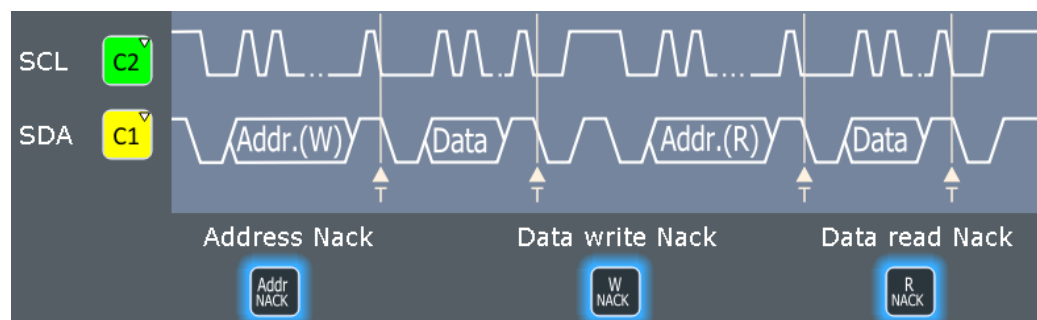 SCL C2
SDA C1 Addr.(W) Data Addr.(R) Data
T T T T
Address Nack Data write Nack Data read Nack
Addr NACK W NACK R NACK